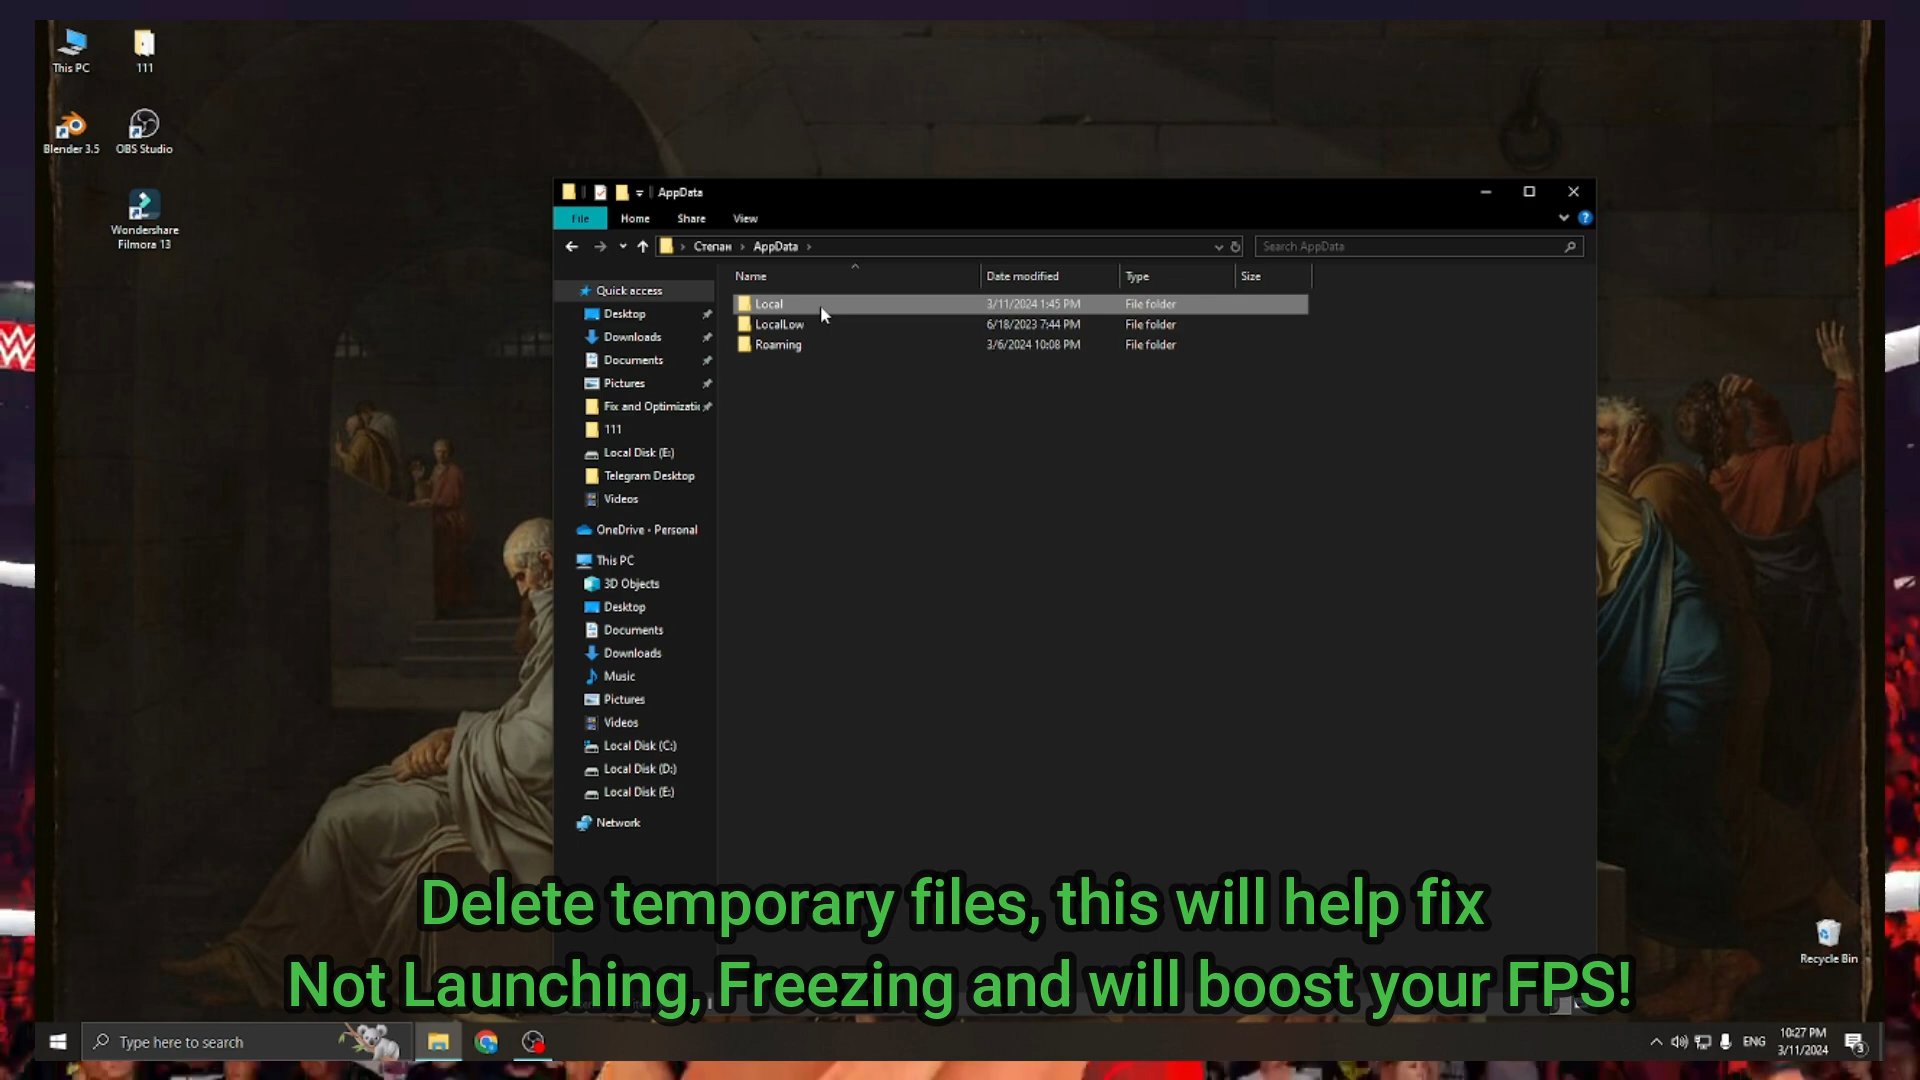 This PC
111
Blender 3.5
OBS Studio
Wondershare
Filmora 13
AppData
File
Home
Share
View
Степан
AppData
Search AppData
Name
Date modified
Type
Size
Local
3/11/2024 1:45 PM
File folder
LocalLow
6/18/2023 7:44 PM
File folder
Roaming
3/6/2024 10:08 PM
File folder
Quick access
Desktop
Downloads
Documents
Pictures
Fix and Optimizati
111
Local Disk (E:)
Telegram Desktop
Videos
OneDrive - Personal
This PC
3D Objects
Desktop
Documents
Downloads
Music
Pictures
Videos
Local Disk (C:)
Local Disk (D:)
Local Disk (E:)
Network
Delete temporary files, this will help fix
Not Launching, Freezing and will boost your FPS!
Recycle Bin
Type here to search
ENG
10:27 PM
3/11/2024
3
W